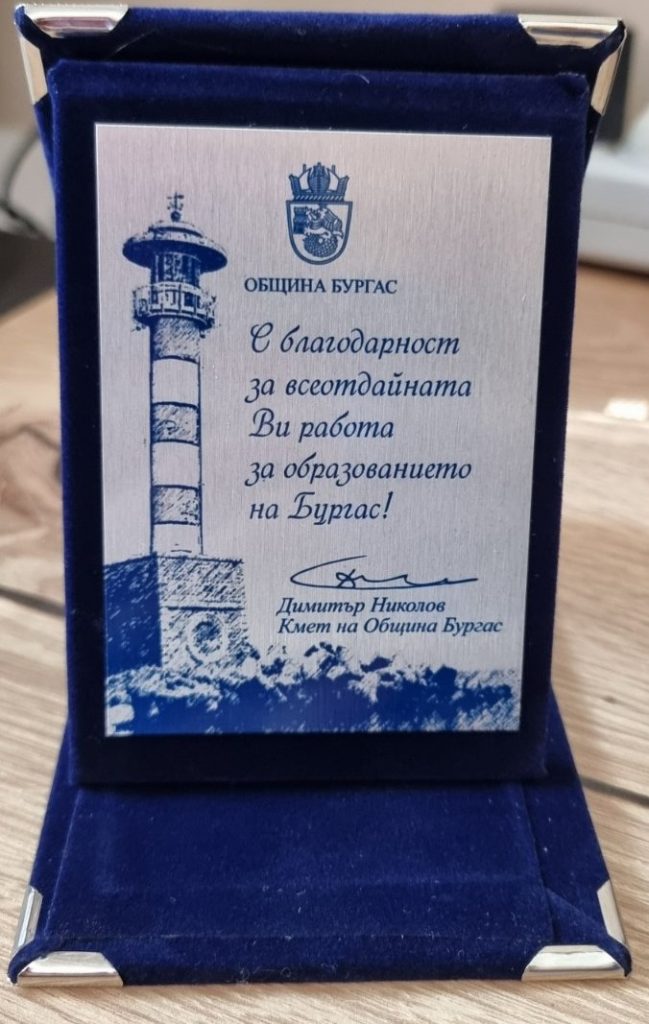 ОБЩИНА БУРГАС
С благодарност
за всеотдайната
Ви работа
за образованието
на Бургас!
Димитър Николов
Кмет на Община Бургас